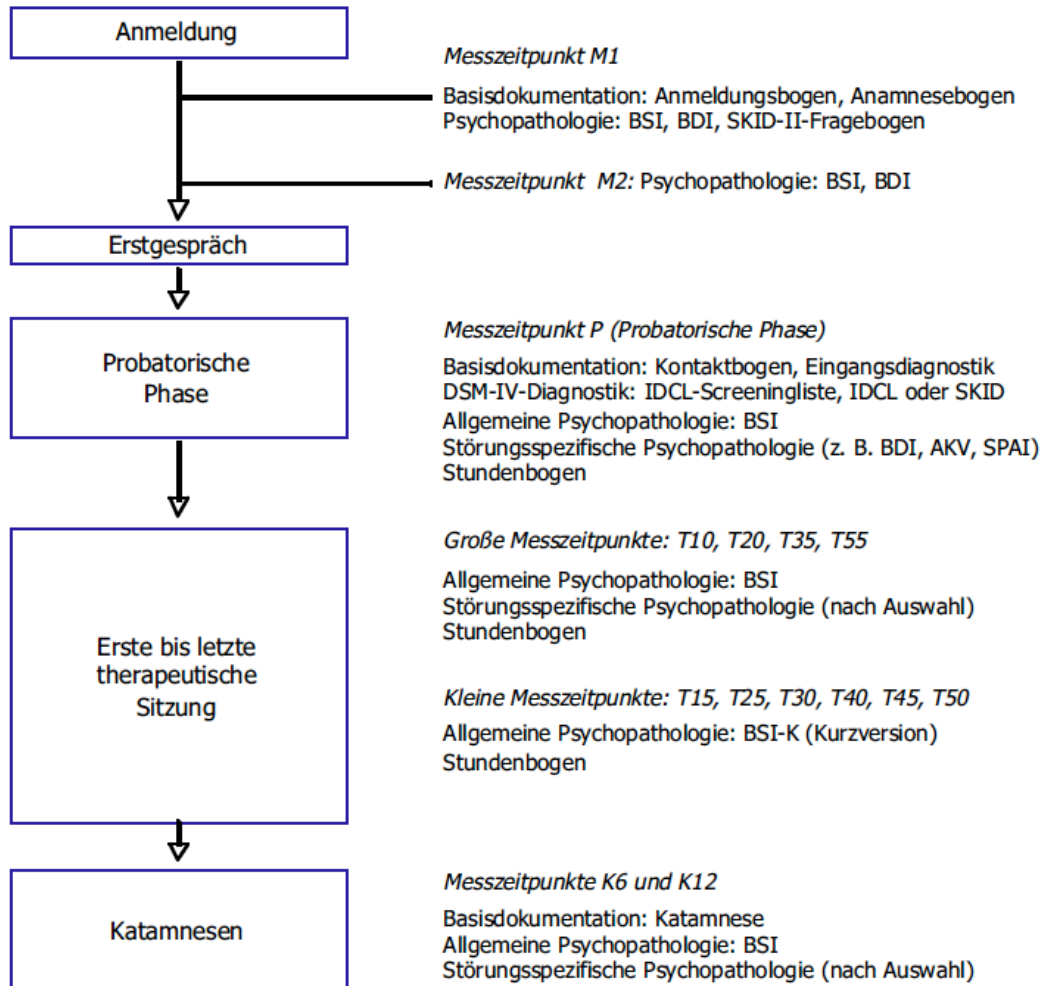 Anmeldung
Messzeitpunkt M1
Basisdokumentation: Anmeldungsbogen, Anamnesebogen
Psychopathologie: BSI, BDI, SKID-II-Fragebogen
Messzeitpunkt M2: Psychopathologie: BSI, BDI
Erstgespräch
Probatorische
Phase
Messzeitpunkt P (Probatorische Phase)
Basisdokumentation: Kontaktbogen, Eingangsdiagnostik
DSM-IV-Diagnostik: IDCL-Screeningliste, IDCL oder SKID
Allgemeine Psychopathologie: BSI
Störungsspezifische Psychopathologie (z. B. BDI, AKV, SPAI)
Stundenbogen
Erste bis letzte
therapeutische
Sitzung
Große Messzeitpunkte: T10, T20, T35, T55
Allgemeine Psychopathologie: BSI
Störungsspezifische Psychopathologie (nach Auswahl)
Stundenbogen
Kleine Messzeitpunkte: T15, T25, T30, T40, T45, T50
Allgemeine Psychopathologie: BSI-K (Kurzversion)
Stundenbogen
Katamnesen
Messzeitpunkte K6 und K12
Basisdokumentation: Katamnese
Allgemeine Psychopathologie: BSI
Störungsspezifische Psychopathologie (nach Auswahl)